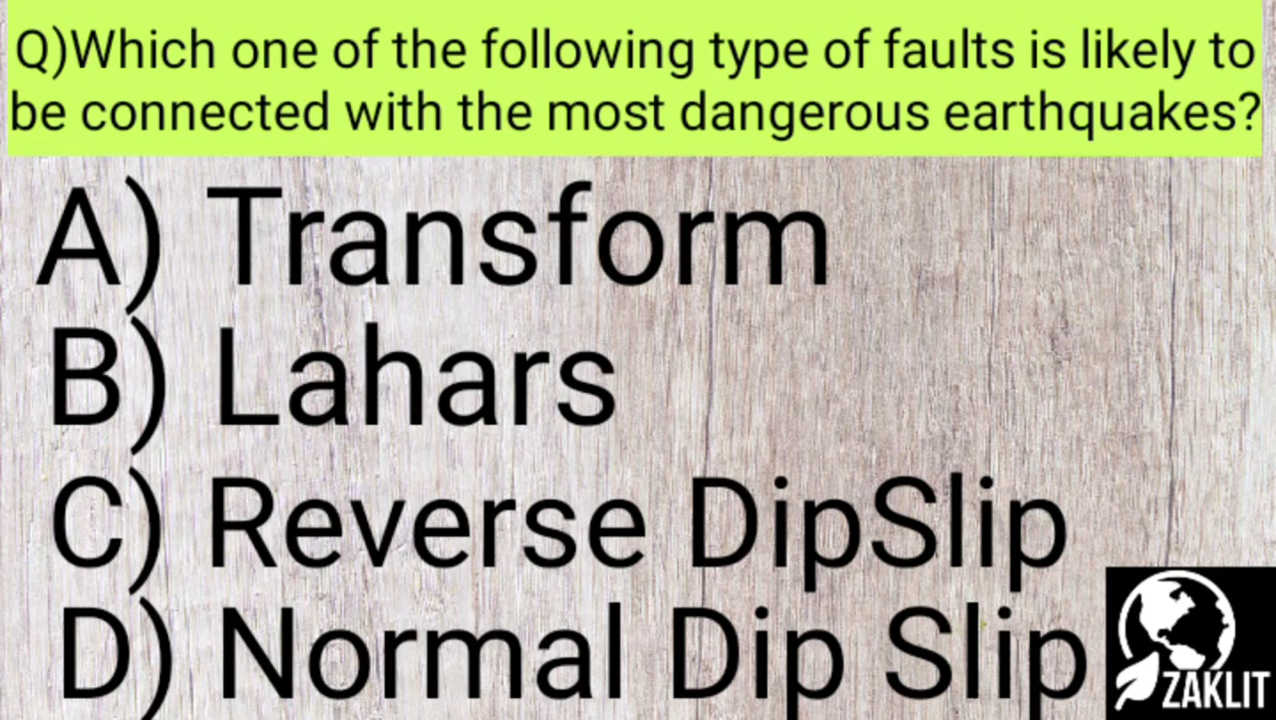 Q)Which one of the following type of faults is likely to
be connected with the most dangerous earthquakes?
A) Transform
B) Lahars
C) Reverse DipSlip
D) Normal Dip Slip
ZAKLIT